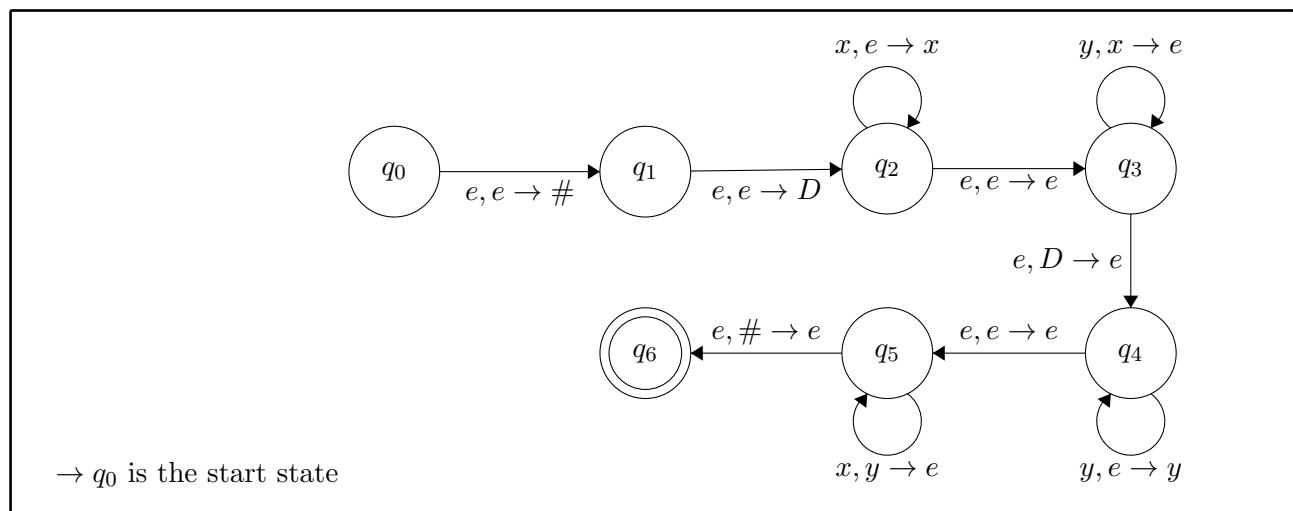 x, e → x
y, x → e
q₀
q₁
q₂
q₃
e, e → #
e, e → D
e, e → e
e, D → e
e, # → e
e, e → e
q₆
q₅
q₄
x, y → e
y, e → y
→ q₀ is the start state